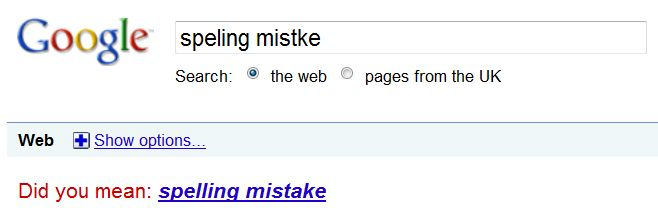 Google speling mistke
Search: the web pages from the UK
Web Show options...
Did you mean: spelling mistake